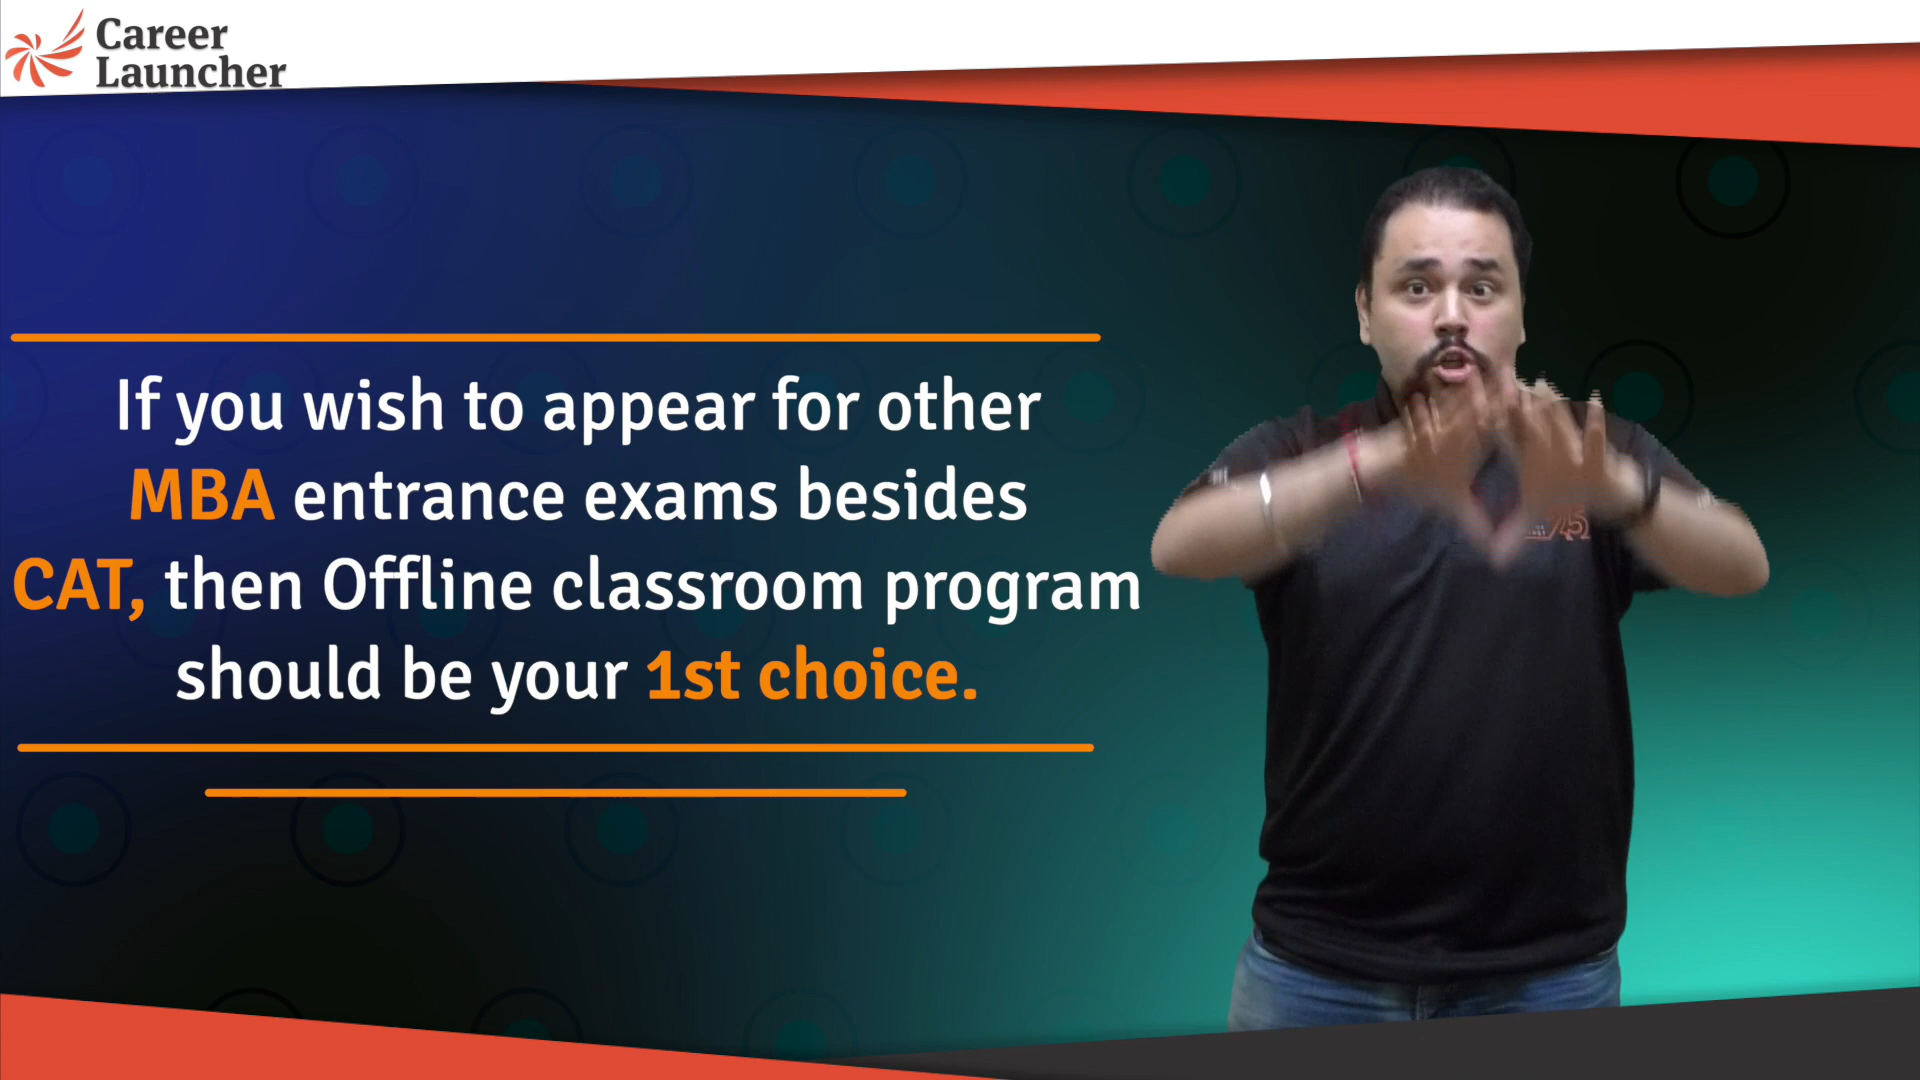 Career
Launcher
If you wish to appear for other
MBA entrance exams besides
CAT, then Offline classroom program
should be your 1st choice.